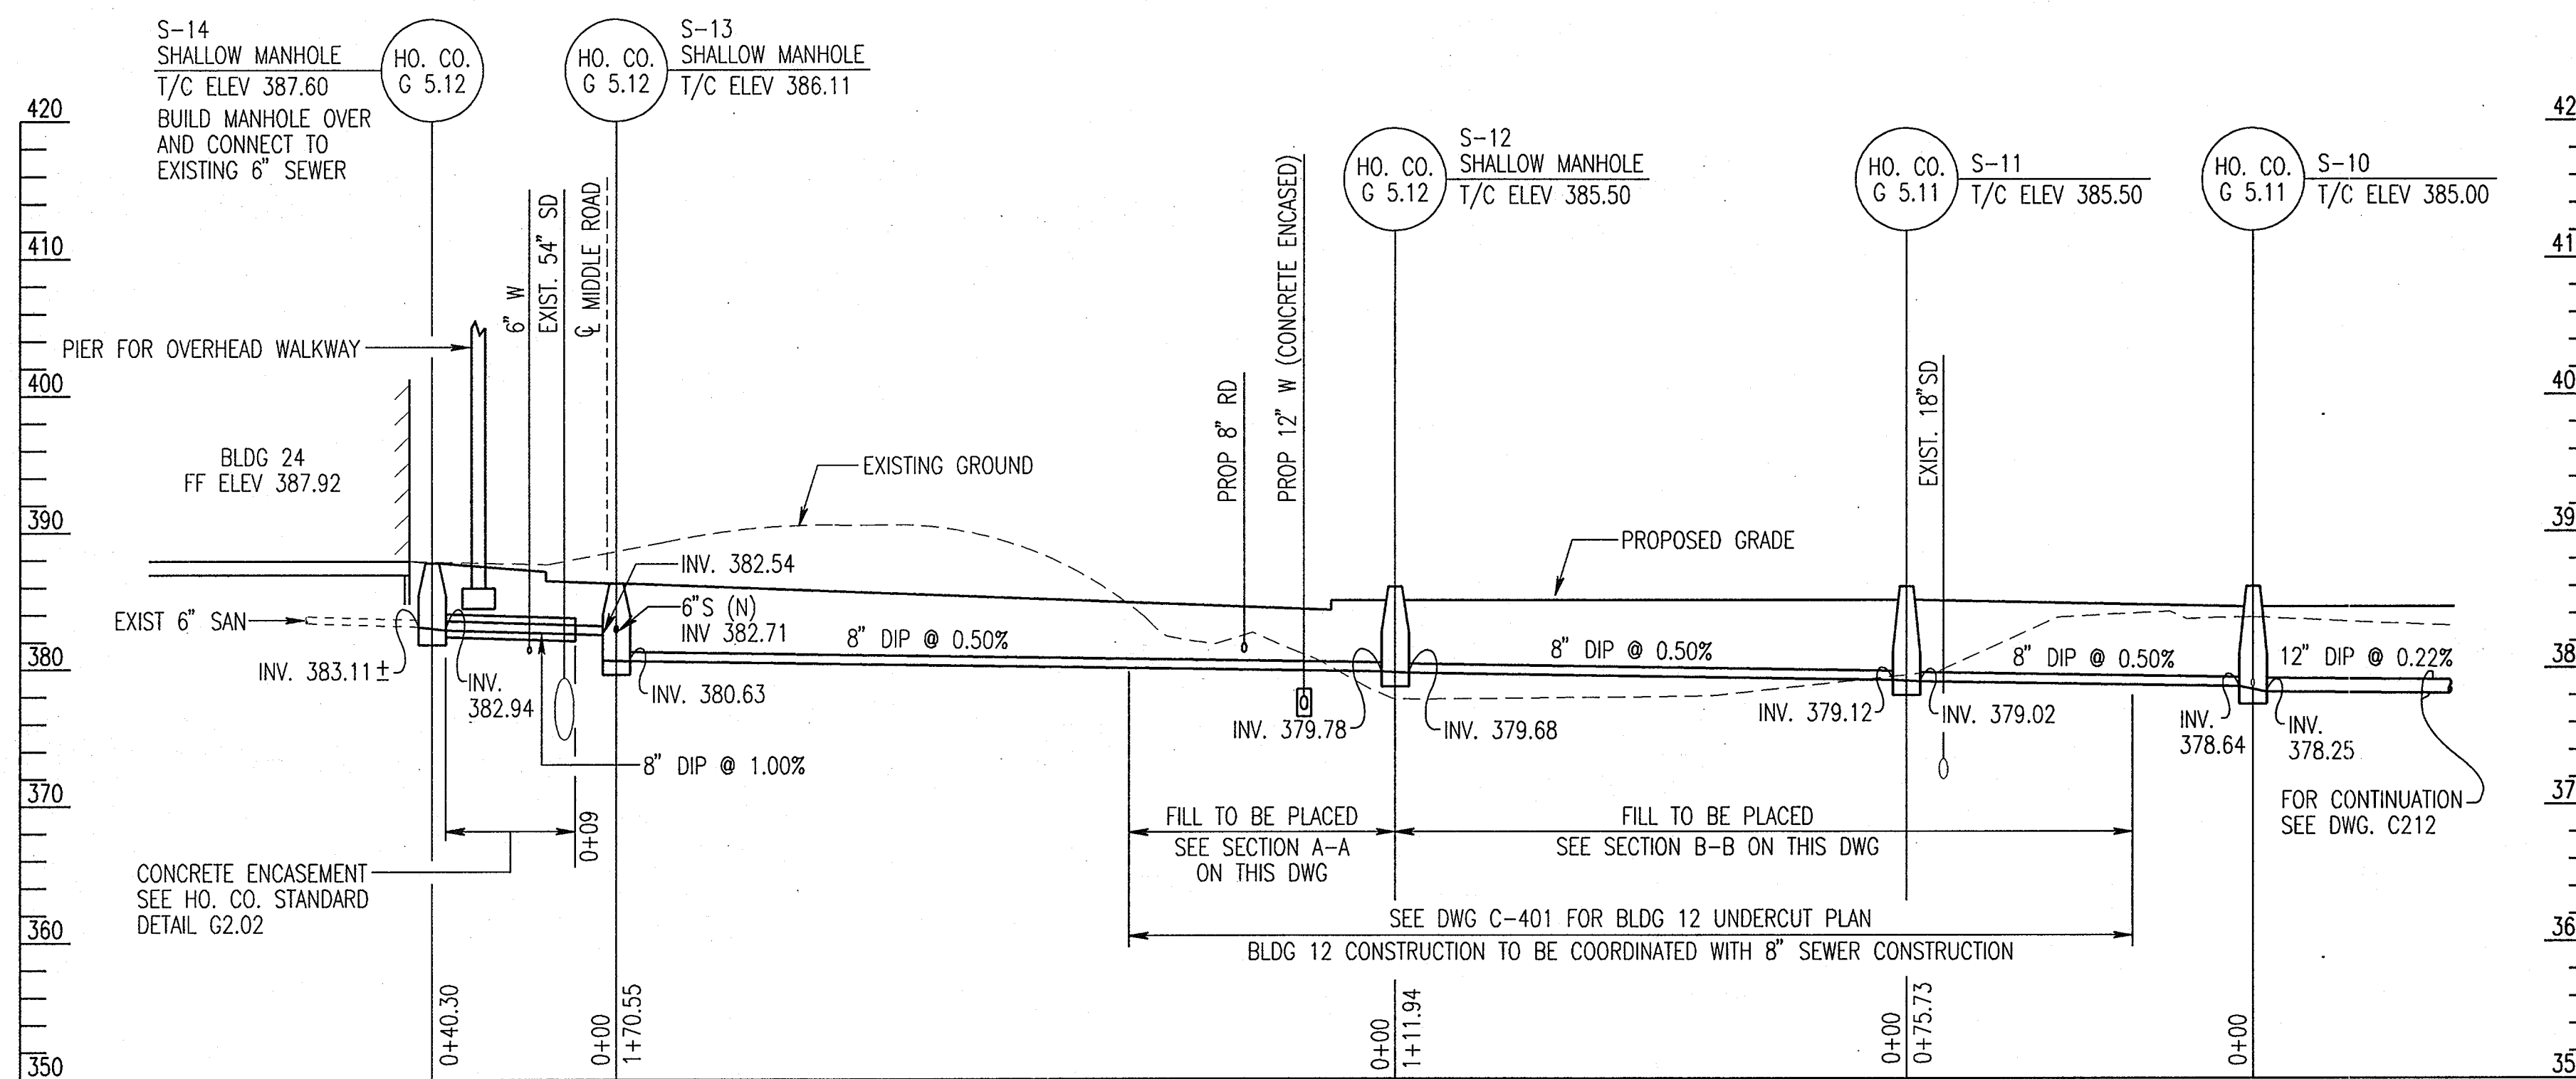 S-14
SHALLOW MANHOLE
T/C ELEV 387.60
BUILD MANHOLE OVER
AND CONNECT TO
EXISTING 6" SEWER
HO. CO.
G 5.12
HO. CO.
G 5.12
S-13
SHALLOW MANHOLE
T/C ELEV 386.11
HO. CO.
G 5.12
S-12
SHALLOW MANHOLE
T/C ELEV 385.50
HO. CO.
G 5.11
S-11
T/C ELEV 385.50
HO. CO.
G 5.11
S-10
T/C ELEV 385.00
420
410
400
390
380
370
360
350
42
41
40
39
38
37
36
35
6" W
EXIST. 54" SD
℄ MIDDLE ROAD
PROP 8" RD
PROP 12" W (CONCRETE ENCASED)
EXIST. 18"SD
PIER FOR OVERHEAD WALKWAY
BLDG 24
FF ELEV 387.92
EXISTING GROUND
PROPOSED GRADE
EXIST 6" SAN
INV. 383.11±
INV.
382.94
INV. 382.54
6"S (N)
INV 382.71
INV. 380.63
8" DIP @ 1.00%
8" DIP @ 0.50%
INV. 379.78
INV. 379.68
8" DIP @ 0.50%
INV. 379.12
INV. 379.02
8" DIP @ 0.50%
INV.
378.64
INV.
378.25
12" DIP @ 0.22%
FOR CONTINUATION
SEE DWG. C212
0+09
CONCRETE ENCASEMENT
SEE HO. CO. STANDARD
DETAIL G2.02
FILL TO BE PLACED
SEE SECTION A-A
ON THIS DWG
FILL TO BE PLACED
SEE SECTION B-B ON THIS DWG
SEE DWG C-401 FOR BLDG 12 UNDERCUT PLAN
BLDG 12 CONSTRUCTION TO BE COORDINATED WITH 8" SEWER CONSTRUCTION
0+40.30
0+00
1+70.55
0+00
1+11.94
0+00
0+75.73
0+00